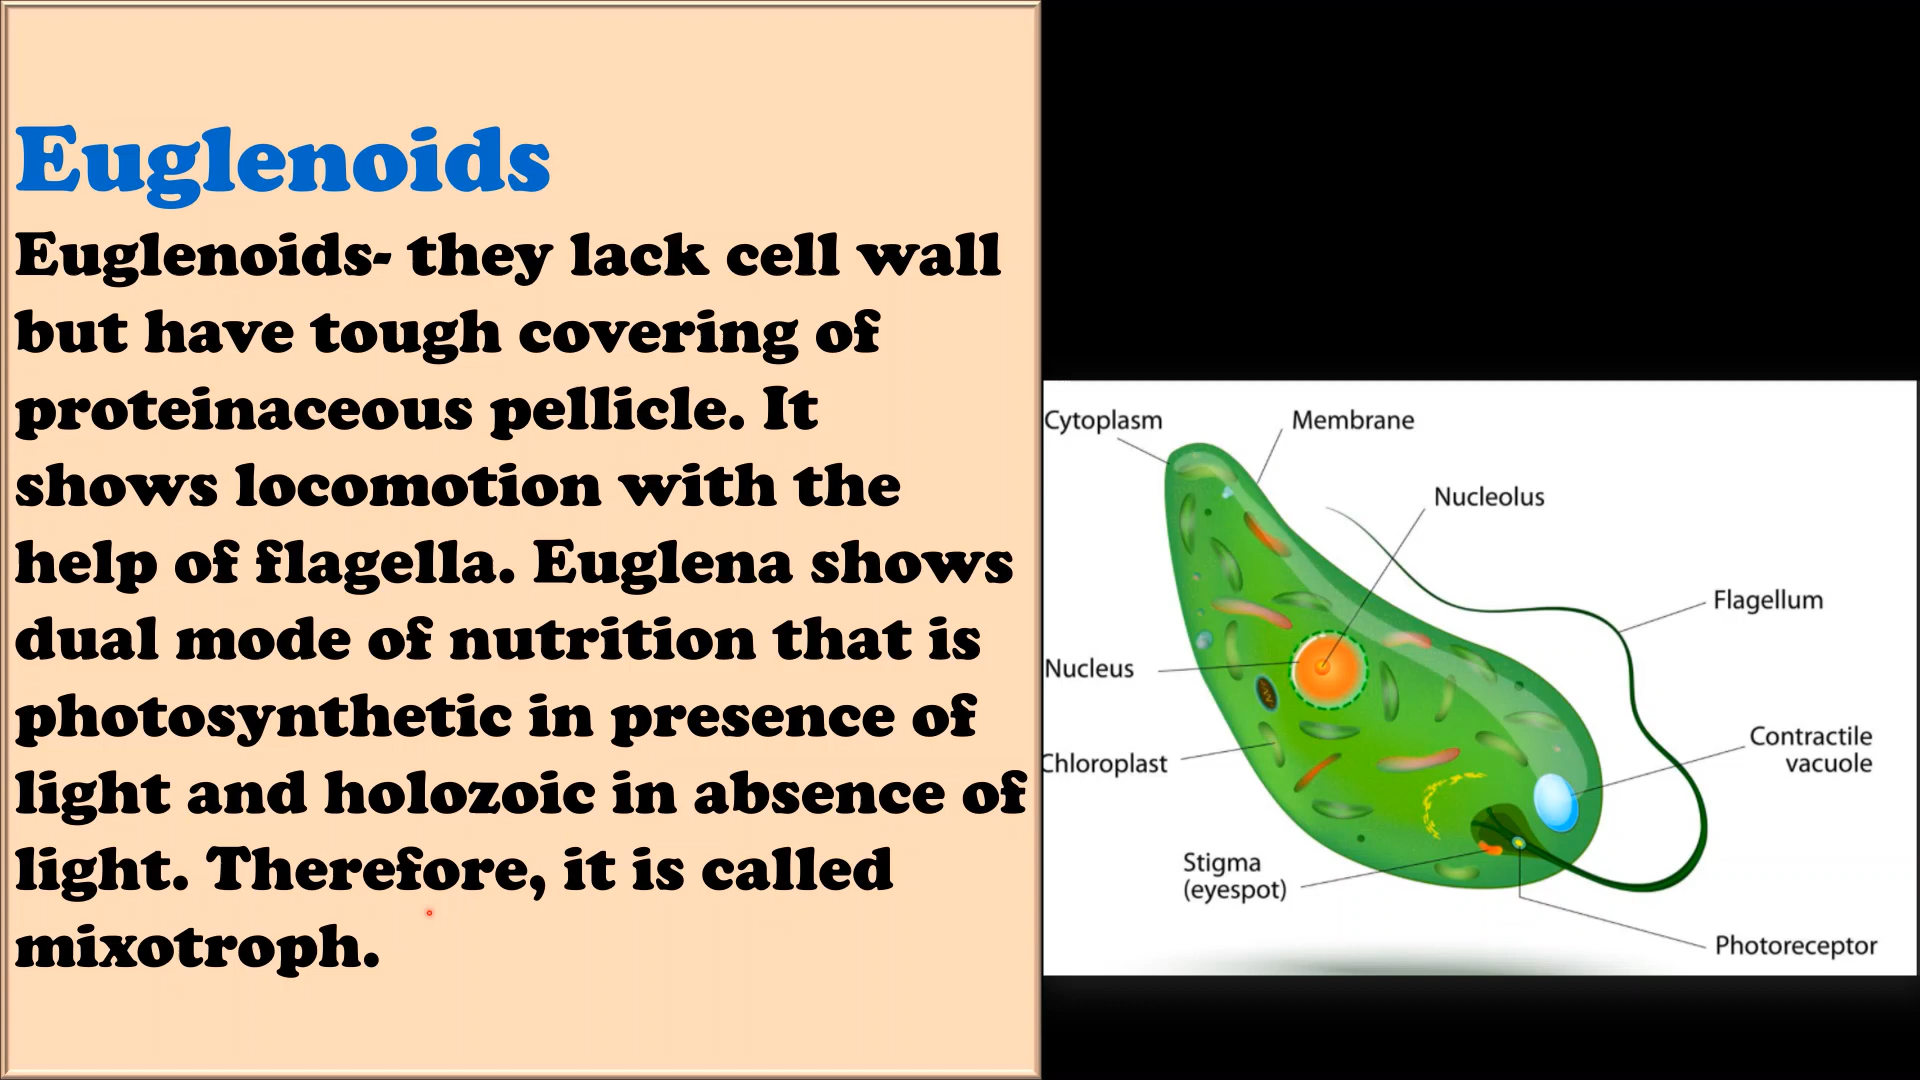 Euglenoids
Euglenoids- they lack cell wall
but have tough covering of
proteinaceous pellicle. It
shows locomotion with the
help of flagella. Euglena shows
dual mode of nutrition that is
photosynthetic in presence of
light and holozoic in absence of
light. Therefore, it is called
mixotroph.
Cytoplasm
Membrane
Nucleolus
Flagellum
Nucleus
Contractile
vacuole
Chloroplast
Stigma
(eyespot)
Photoreceptor